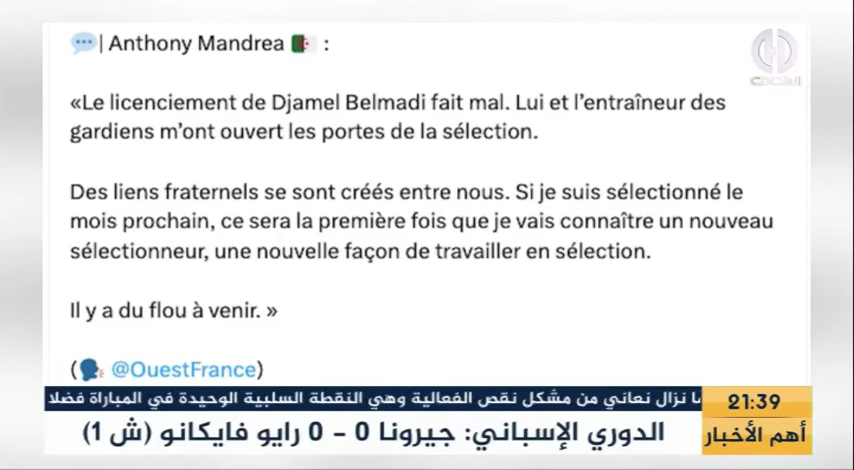 | Anthony Mandrea :
«Le licenciement de Djamel Belmadi fait mal. Lui et l'entraîneur des
gardiens m'ont ouvert les portes de la sélection.
Des liens fraternels se sont créés entre nous. Si je suis sélectionné le
mois prochain, ce sera la première fois que je vais connaître un nouveau
sélectionneur, une nouvelle façon de travailler en sélection.
Il y a du flou à venir. »
( @OuestFrance)
نزال نعاني من مشكل نقص الفعالية وهي النقطة السلبية الوحيدة في المباراة فضلا
21:39
الدوري الإسباني: جيرونا 0 - 0 رايو فايكانو (ش 1)
أهم الأخبار